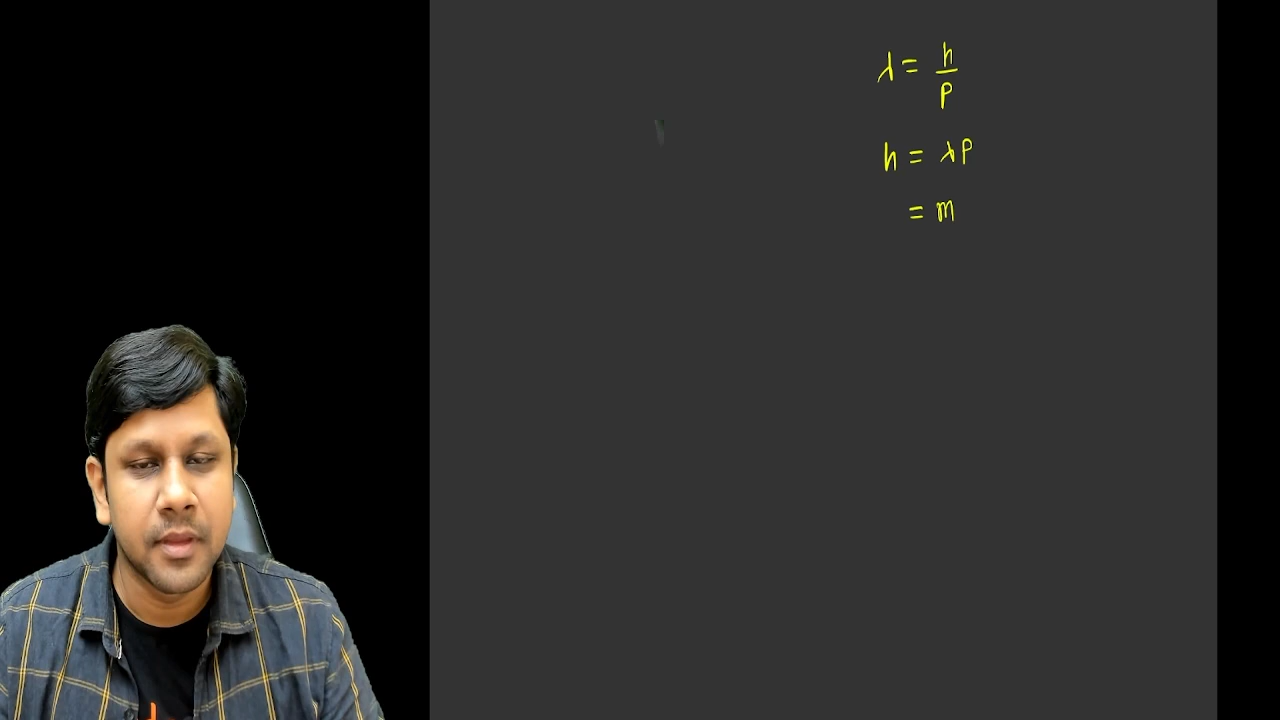 λ = h/P
h = λP
= m